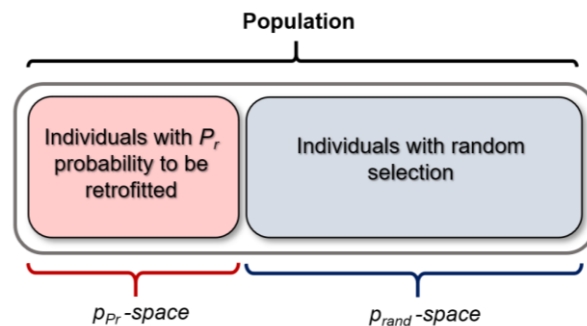 Population
Individuals with Pr
probability to be
retrofitted
Individuals with random
selection
pPr -space
prand -space